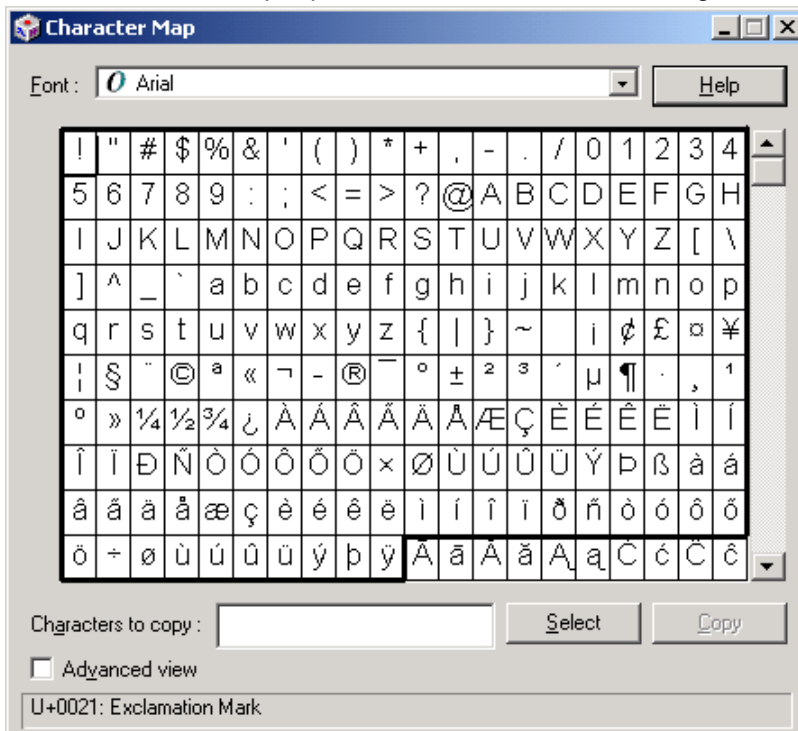 Character Map
Font : O Arial Help
! " # $ % & ' ( ) * + , - . / 0 1 2 3 4
5 6 7 8 9 : ; < = > ? @ A B C D E F G H
I J K L M N O P Q R S T U V W X Y Z [ \
] ^ _ ` a b c d e f g h i j k l m n o p
q r s t u v w x y z { | } ~ ¡ ¢ £ ¤ ¥
¦ § ¨ © ª « ¬ - ® ¯ ° ± ² ³ ´ µ ¶ · ¸ ¹
º » ¼ ½ ¾ ¿ À Á Â Ã Ä Å Æ Ç È É Ê Ë Ì Í
Î Ï Ð Ñ Ò Ó Ô Õ Ö × Ø Ù Ú Û Ü Ý Þ ß à á
â ã ä å æ ç è é ê ë ì í î ï ð ñ ò ó ô õ
ö ÷ ø ù ú û ü ý þ ÿ Ā ā Ă ă Ą ą Ć ć Ĉ ĉ
Characters to copy : Select Copy
Advanced view
U+0021: Exclamation Mark